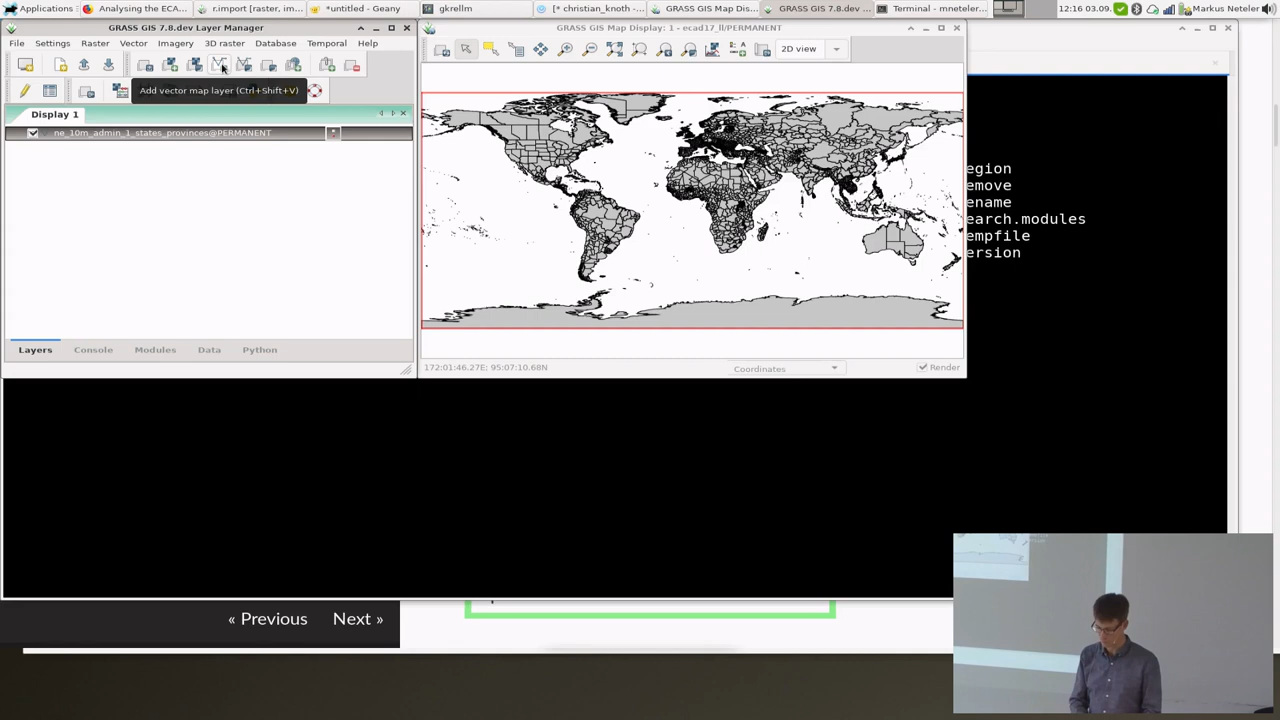 Applications
Analysing the ECA...
r.import [raster, im...
*untitled - Geany
gkrellm
[* christian_knoth -...
GRASS GIS Map Dis...
GRASS GIS 7.8.dev ...
Terminal - mneteler...
12:16 03.09.
Markus Neteler
GRASS GIS 7.8.dev Layer Manager
File Settings Raster Vector Imagery 3D raster Database Temporal Help
Add vector map layer (Ctrl+Shift+V)
Display 1
ne_10m_admin_1_states_provinces@PERMANENT
Layers Console Modules Data Python
GRASS GIS Map Display: 1 - ecad17_ll/PERMANENT
2D view
172:01:46.27E; 95:07:10.68N
Coordinates
Render
egion
emove
ename
earch.modules
empfile
ersion
« Previous Next »